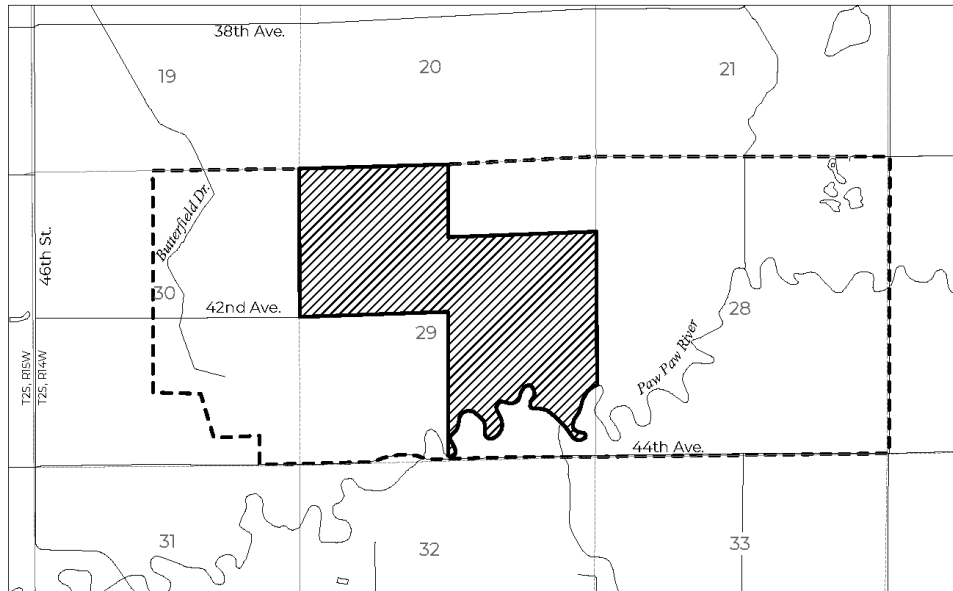 38th Ave.
19
20
21
Butterfield Dr.
46th St.
30
42nd Ave.
29
28
Paw Paw River
T2S, R15W
T2S, R14W
44th Ave.
31
32
33